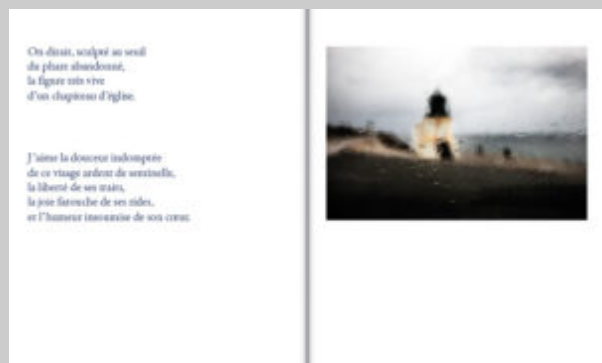 On dirait, sculpté au seuil
du phare abandonné,
la figure très vive
d'un chapiteau d'église.
J'aime la douceur indomptée
de ce visage ardent de sentinelle,
la liberté de ses traits,
la joie farouche de ses rides,
et l'humeur insoumise de son cœur.